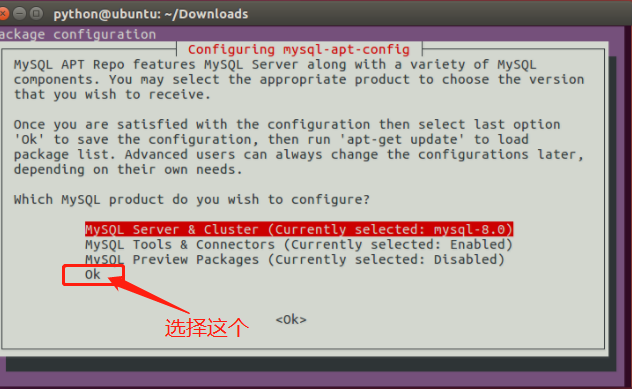 python@ubuntu: ~/Downloads
ackage configuration
Configuring mysql-apt-config
MySQL APT Repo features MySQL Server along with a variety of MySQL
components. You may select the appropriate product to choose the version
that you wish to receive.
Once you are satisfied with the configuration then select last option
'Ok' to save the configuration, then run 'apt-get update' to load
package list. Advanced users can always change the configurations later,
depending on their own needs.
Which MySQL product do you wish to configure?
MySQL Server & Cluster (Currently selected: mysql-8.0)
MySQL Tools & Connectors (Currently selected: Enabled)
MySQL Preview Packages (Currently selected: Disabled)
Ok
选择这个
<Ok>